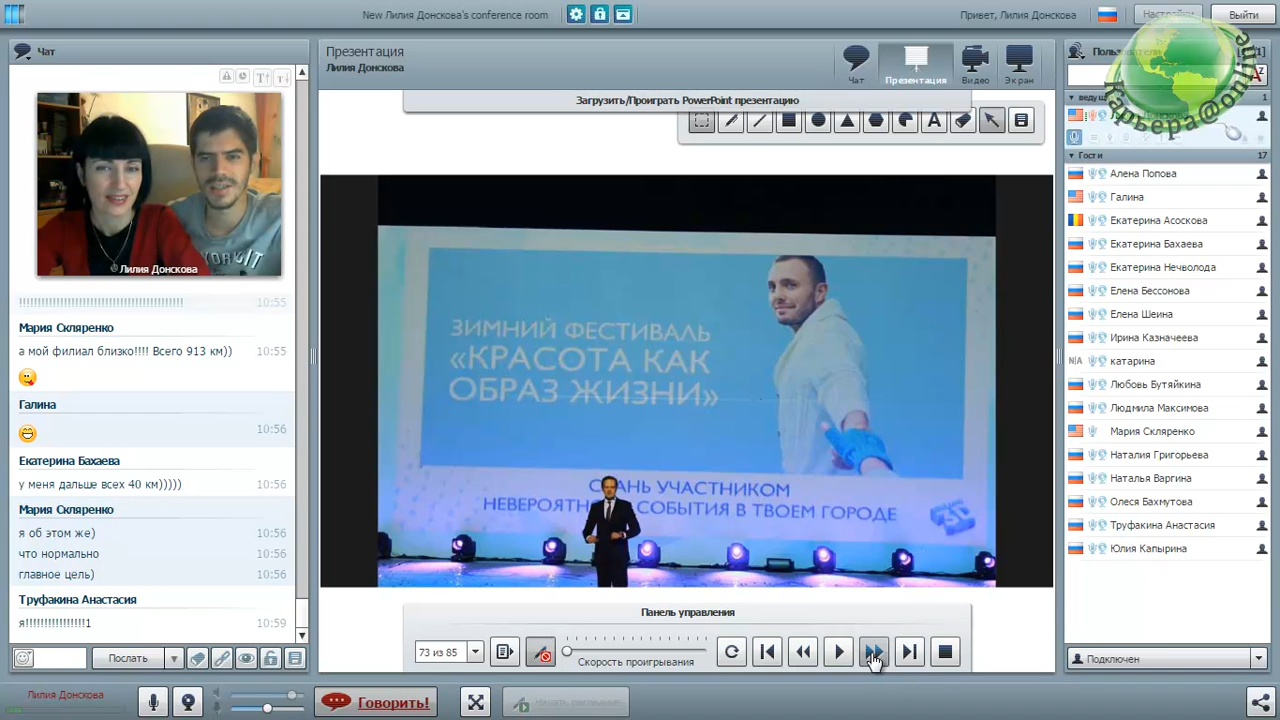 New Лилия Донскова's conference room
Привет, Лилия Донскова
Настройки
Выйти
Чат
Лилия Донскова
!!!!!!!!!!!!!!!!!!!!!!!!!!!!!!!!!!!!!!!!!!!! 10:55
Мария Скляренко
а мой филиал близко!!!! Всего 913 км)) 10:55
Галина
10:56
Екатерина Бахаева
у меня дальше всех 40 км))))) 10:56
Мария Скляренко
я об этом же) 10:56
что нормально 10:56
главное цель) 10:56
Труфакина Анастасия
я!!!!!!!!!!!!!!!!1 10:59
Послать
Презентация
Лилия Донскова
Чат
Презентация
Видео
Экран
Загрузить/Проиграть PowerPoint презентацию
A
ЗИМНИЙ ФЕСТИВАЛЬ
«КРАСОТА КАК
ОБРАЗ ЖИЗНИ»
СТАНЬ УЧАСТНИКОМ
СОБЫТИЯ В ТВОЕМ ГОРОДЕ
Панель управления
73 из 85
Скорость проигрывания
карьера@online
ведущ 1
Гости 17
Алена Попова
Галина
Екатерина Асоскова
Екатерина Бахаева
Екатерина Нечволода
Елена Бессонова
Елена Шеина
Ирина Казначеева
N/A катарина
Любовь Бутяйкина
Людмила Максимова
Мария Скляренко
Наталия Григорьева
Наталья Варгина
Олеся Бахмутова
Труфакина Анастасия
Юлия Капырина
Подключен
Лилия Донскова
Говорить!